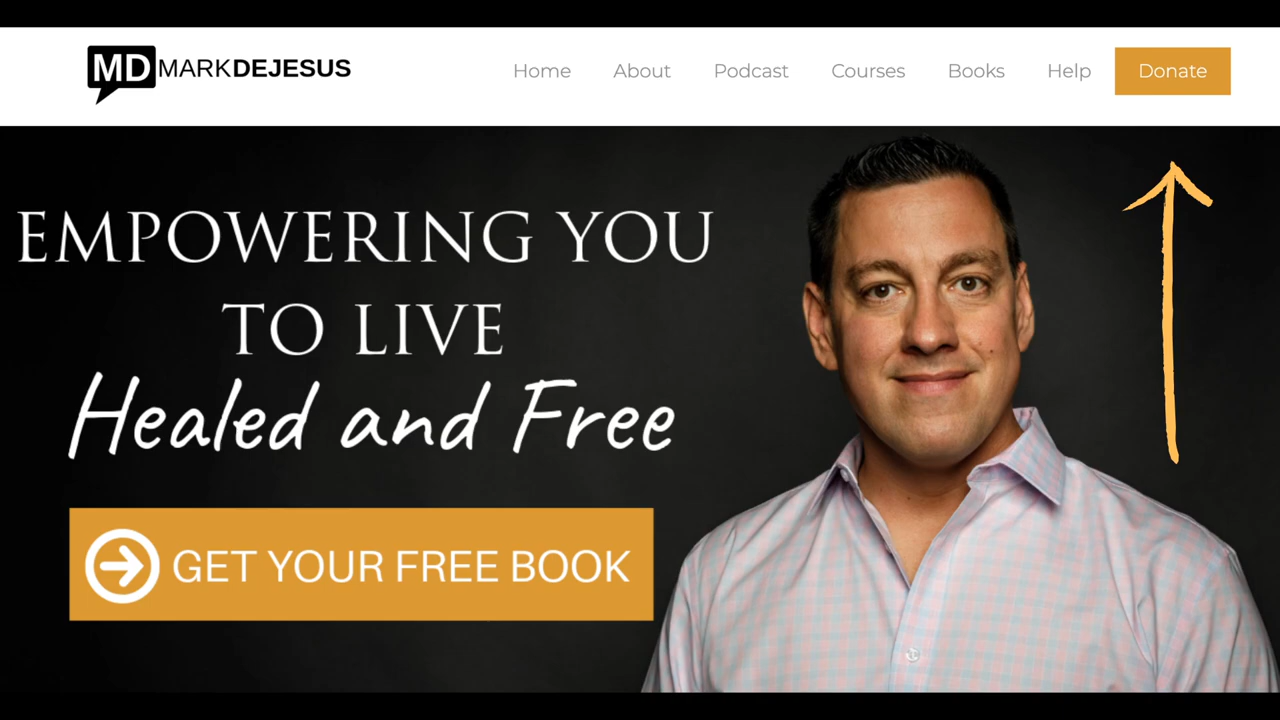 MD MARKDEJESUS
Home About Podcast Courses Books Help Donate
EMPOWERING YOU
TO LIVE
Healed and Free
GET YOUR FREE BOOK